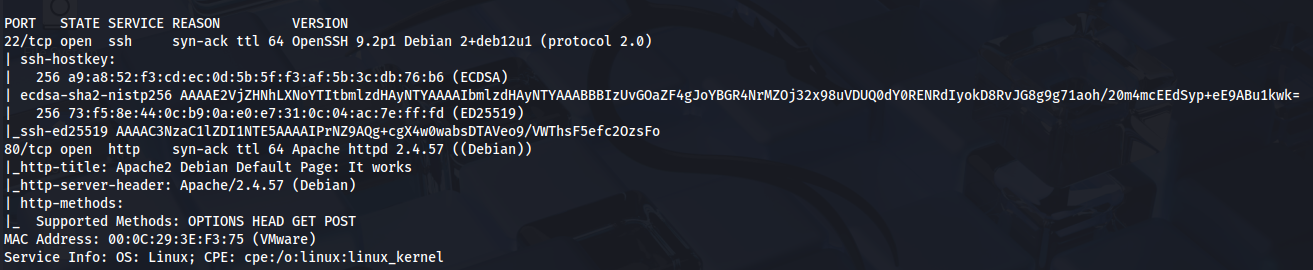 PORT   STATE SERVICE REASON         VERSION
22/tcp open  ssh     syn-ack ttl 64 OpenSSH 9.2p1 Debian 2+deb12u1 (protocol 2.0)
| ssh-hostkey:
|   256 a9:a8:52:f3:cd:ec:0d:5b:5f:f3:af:5b:3c:db:76:b6 (ECDSA)
| ecdsa-sha2-nistp256 AAAAE2VjZHNhLXNoYTItbmlzdHAyNTYAAAAIbmlzdHAyNTYAAABBBIzUvGOaZF4gJoYBGR4NrMZOj32x98uVDUQ0dY0RENRdIyokD8RvJG8g9g71aoh/20m4mcEEdSyp+eE9ABu1kwk=
|   256 73:f5:8e:44:0c:b9:0a:e0:e7:31:0c:04:ac:7e:ff:fd (ED25519)
|_ssh-ed25519 AAAAC3NzaC1lZDI1NTE5AAAAIPrNZ9AQg+cgX4w0wabsDTAVeo9/VWThsF5efc2OzsFo
80/tcp open  http    syn-ack ttl 64 Apache httpd 2.4.57 ((Debian))
|_http-title: Apache2 Debian Default Page: It works
|_http-server-header: Apache/2.4.57 (Debian)
| http-methods:
|_  Supported Methods: OPTIONS HEAD GET POST
MAC Address: 00:0C:29:3E:F3:75 (VMware)
Service Info: OS: Linux; CPE: cpe:/o:linux:linux_kernel